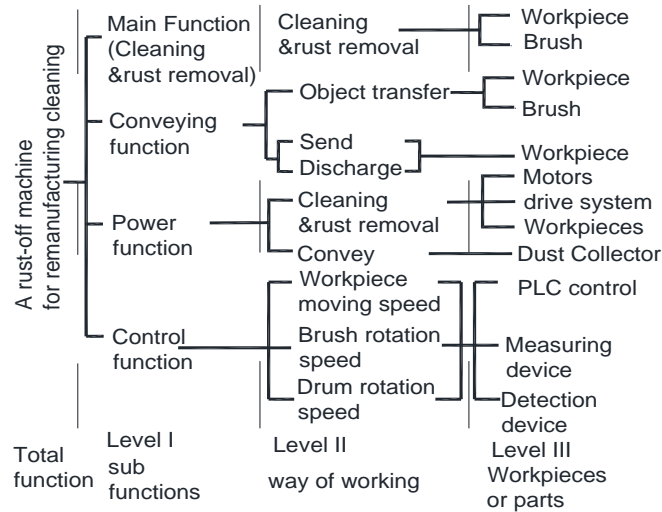 A rust-off machine
for remanufacturing cleaning
Main Function
(Cleaning
&rust removal)
Conveying
function
Power
function
Control
function
Cleaning
&rust removal
Object transfer
Send
Discharge
Cleaning
&rust removal
Convey
Workpiece
moving speed
Brush rotation
speed
Drum rotation
speed
Workpiece
Brush
Workpiece
Brush
Workpiece
Motors
drive system
Workpieces
Dust Collector
PLC control
Measuring
device
Detection
device
Total
function
Level I
sub
functions
Level II
way of working
Level III
Workpieces
or parts